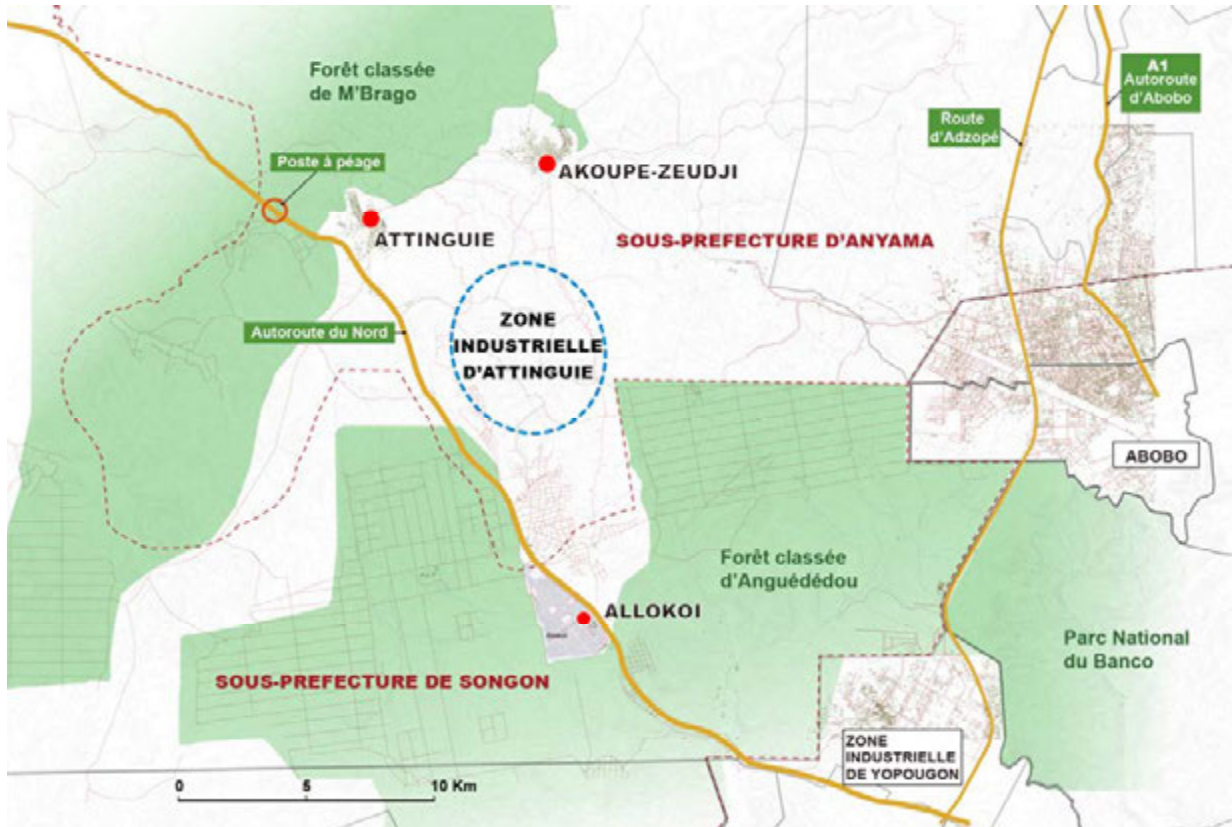 A1
Autoroute
d'Abobo
Forêt classée
de M'Brago
Route
d'Adzopé
Poste à péage
AKOUPE-ZEUDJI
ATTINGUIE
SOUS-PREFECTURE D'ANYAMA
Autoroute du Nord
ZONE
INDUSTRIELLE
D'ATTINGUIE
ABOBO
Forêt classée
d'Anguédédou
ALLOKOI
Parc National
du Banco
SOUS-PREFECTURE DE SONGON
ZONE
INDUSTRIELLE
DE YOPOUGON
0 5 10 Km